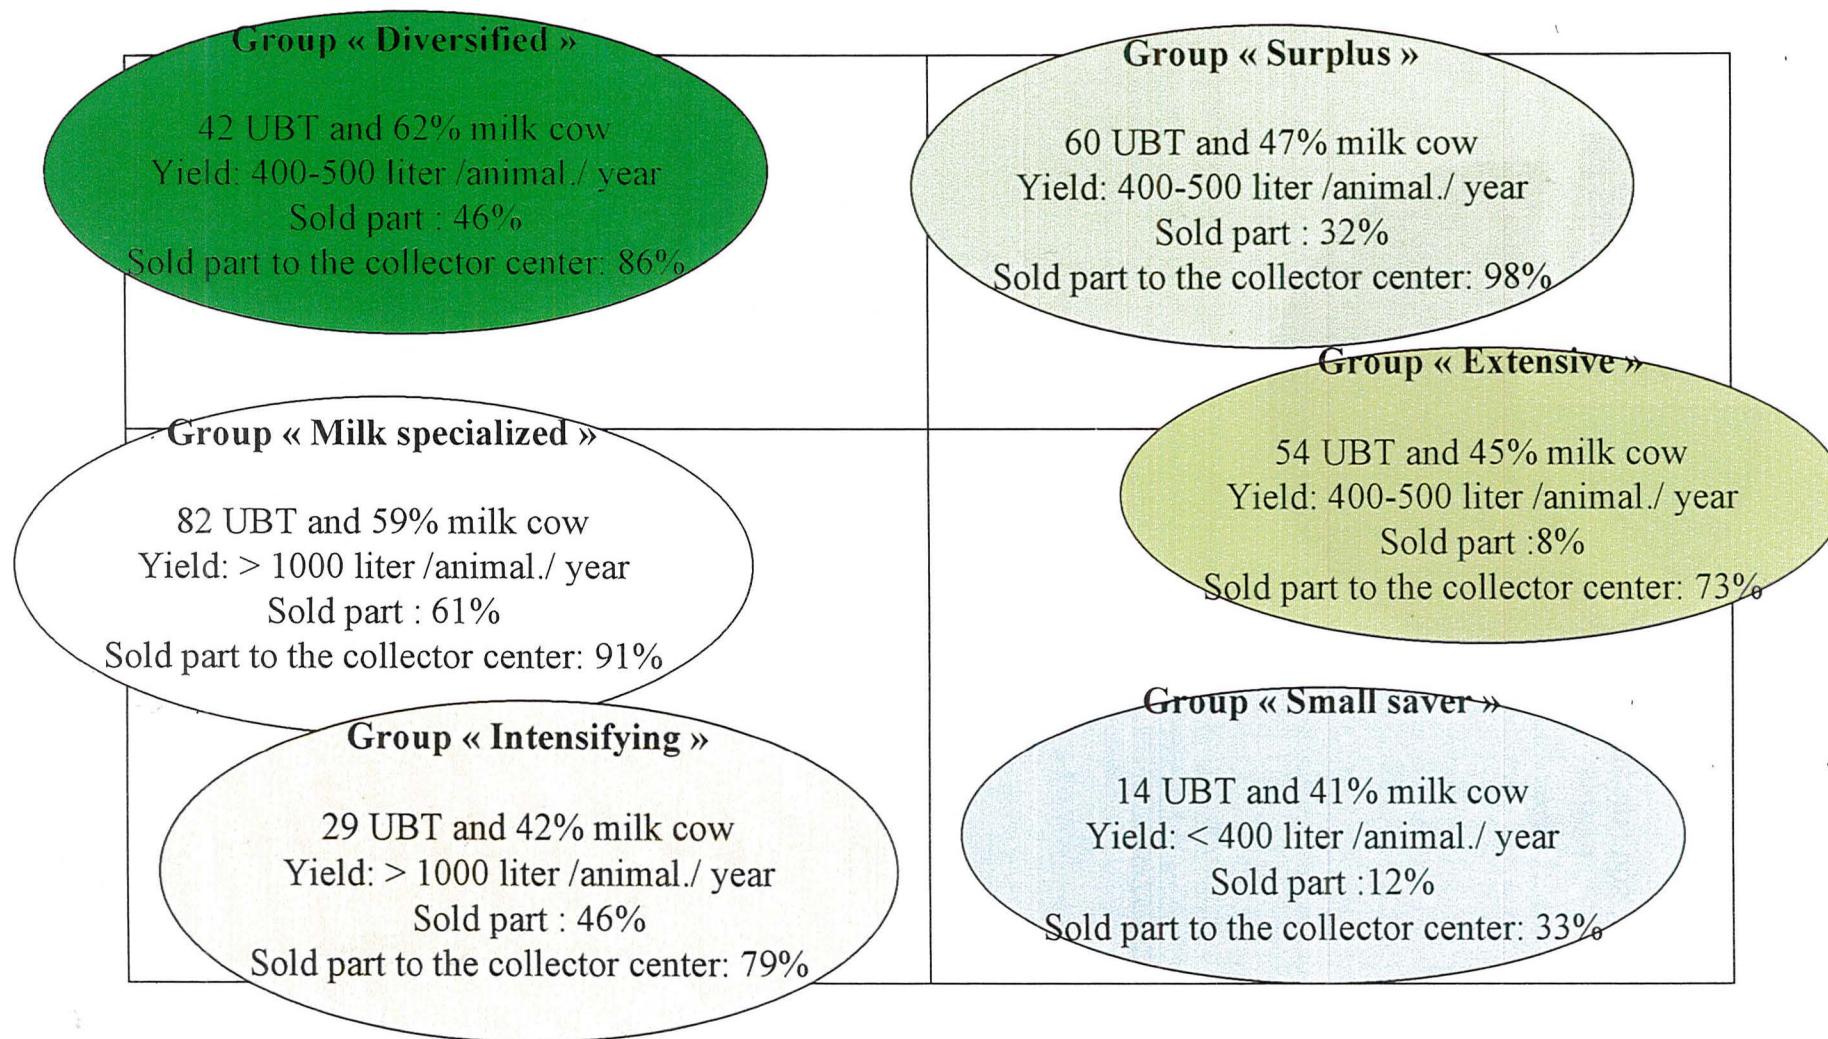 Group « Diversified »
42 UBT and 62% milk cow
Yield: 400-500 liter /animal./ year
Sold part : 46%
Sold part to the collector center: 86%
Group « Surplus »
60 UBT and 47% milk cow
Yield: 400-500 liter /animal./ year
Sold part : 32%
Sold part to the collector center: 98%
Group « Extensive »
54 UBT and 45% milk cow
Yield: 400-500 liter /animal./ year
Sold part :8%
Sold part to the collector center: 73%
Group « Milk specialized »
82 UBT and 59% milk cow
Yield: > 1000 liter /animal./ year
Sold part : 61%
Sold part to the collector center: 91%
Group « Intensifying »
29 UBT and 42% milk cow
Yield: > 1000 liter /animal./ year
Sold part : 46%
Sold part to the collector center: 79%
Group « Small saver »
14 UBT and 41% milk cow
Yield: < 400 liter /animal./ year
Sold part :12%
Sold part to the collector center: 33%